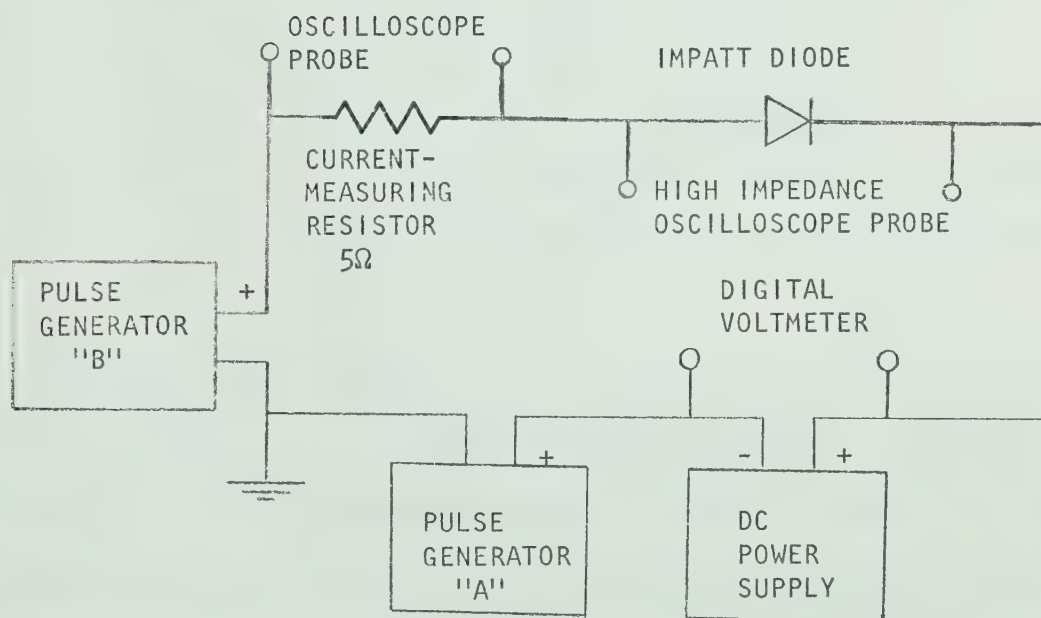 OSCILLOSCOPE
PROBE
IMPATT DIODE
CURRENT-
MEASURING
RESISTOR
5Ω
HIGH IMPEDANCE
OSCILLOSCOPE PROBE
PULSE
GENERATOR
"B"
+
DIGITAL
VOLTMETER
+
- +
PULSE
GENERATOR
"A"
DC
POWER
SUPPLY